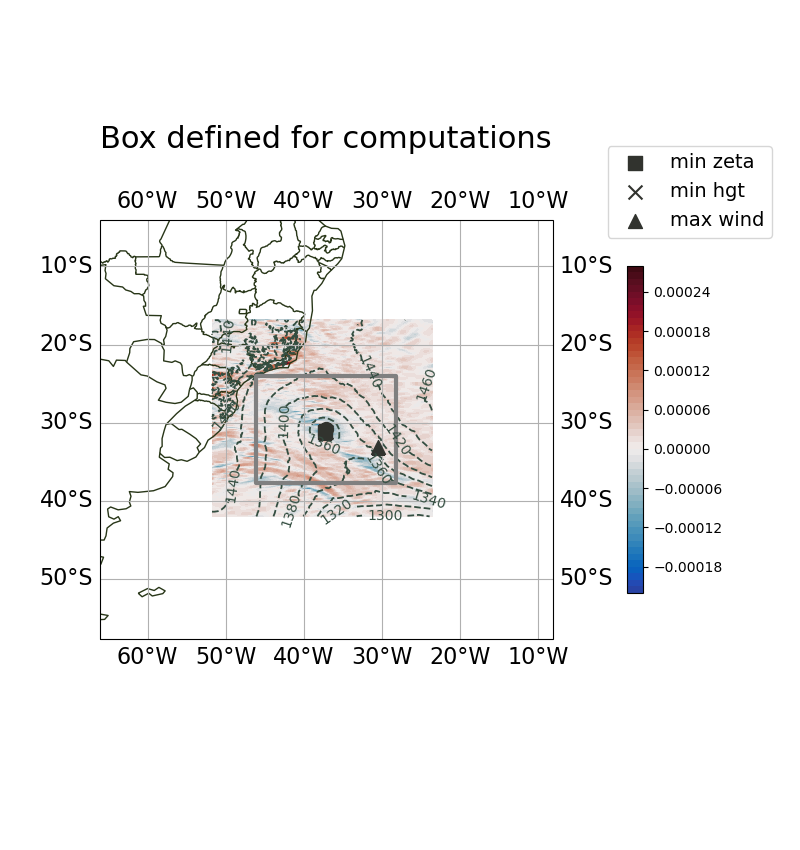 Box defined for computations
min zeta
min hgt
max wind
60°W 50°W 40°W 30°W 20°W 10°W
10°S 10°S
20°S 20°S
30°S 30°S
40°S 40°S
50°S 50°S
60°W 50°W 40°W 30°W 20°W 10°W
1440
1460
1400
1420
1360
1360
1440
1380
1320
1340
1300
0.00024
0.00018
0.00012
0.00006
0.00000
−0.00006
−0.00012
−0.00018